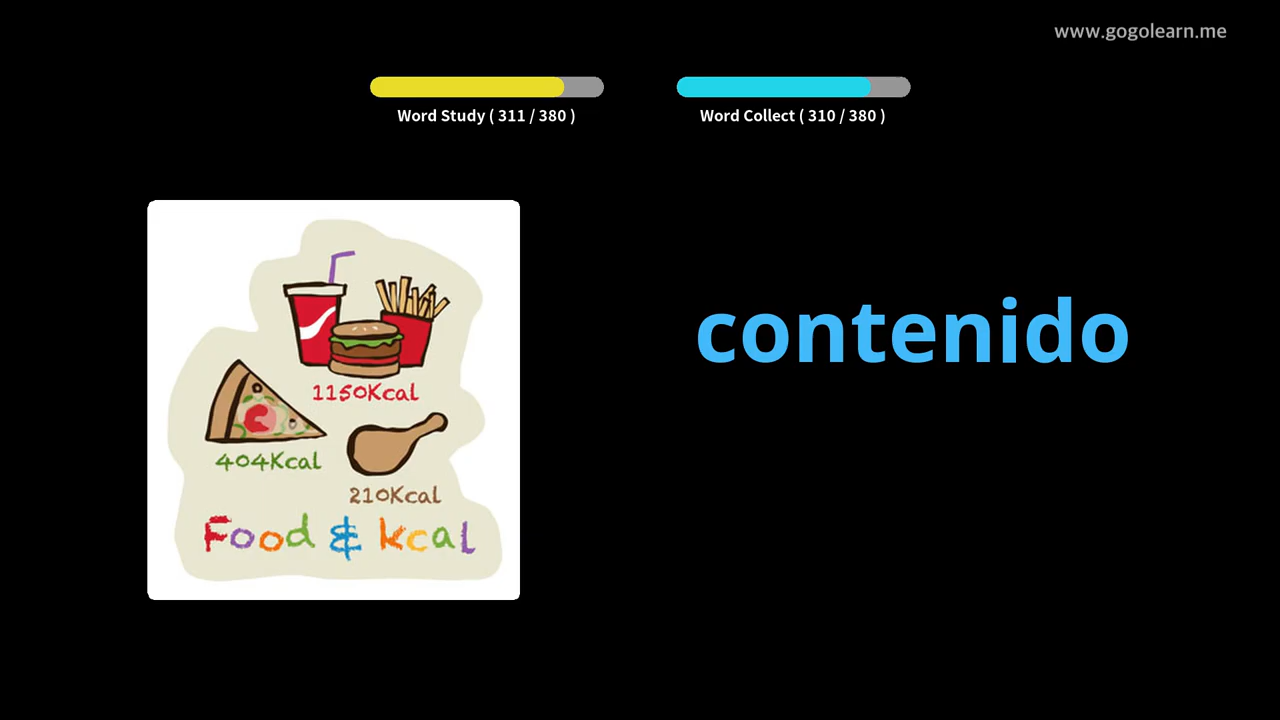 www.gogolearn.me
Word Study ( 311 / 380 )
Word Collect ( 310 / 380 )
1150Kcal
404Kcal
210Kcal
Food & kcal
contenido